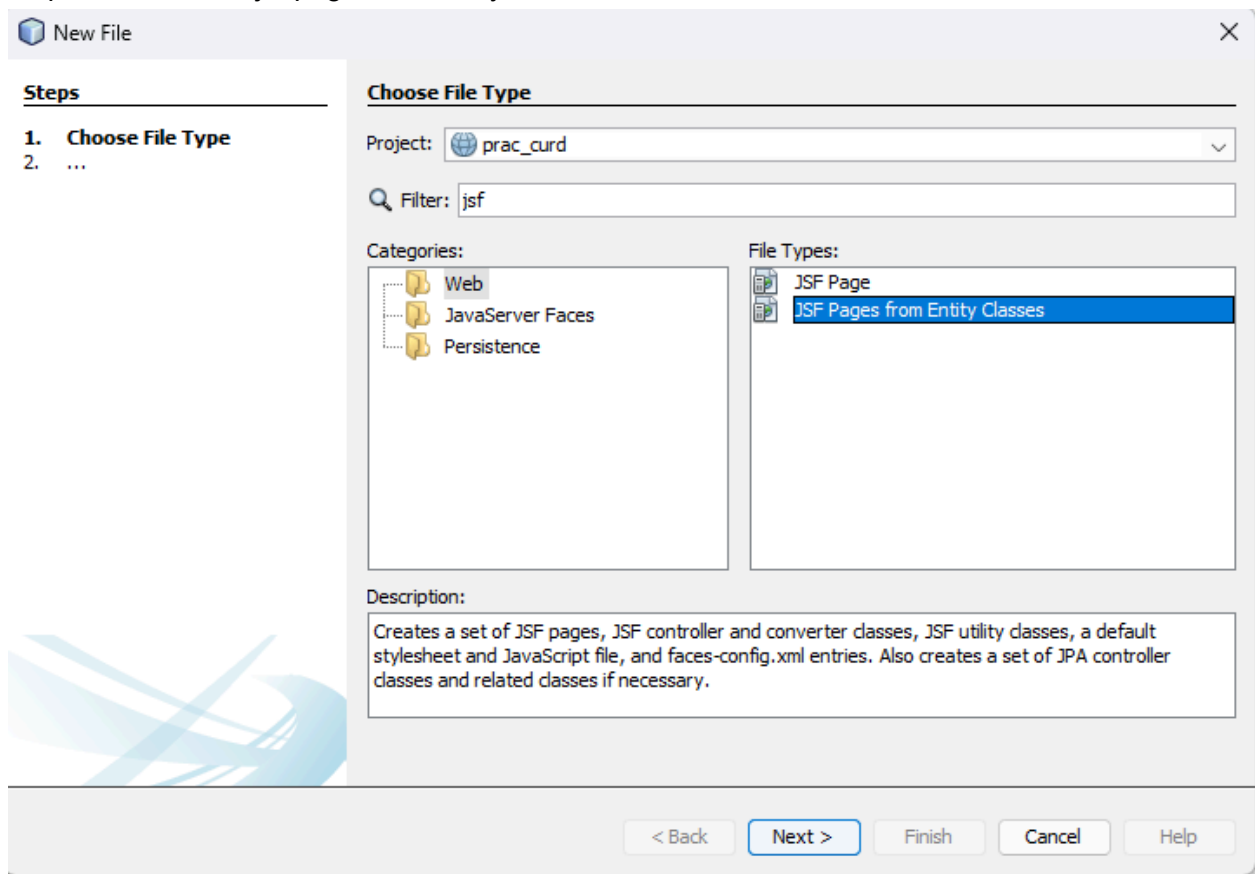 New File
Steps
1. Choose File Type
2. ...
Choose File Type
Project: prac_curd
Filter: jsf
Categories:
Web
JavaServer Faces
Persistence
File Types:
JSF Page
JSF Pages from Entity Classes
Description:
Creates a set of JSF pages, JSF controller and converter classes, JSF utility classes, a default
stylesheet and JavaScript file, and faces-config.xml entries. Also creates a set of JPA controller
classes and related classes if necessary.
< Back Next > Finish Cancel Help